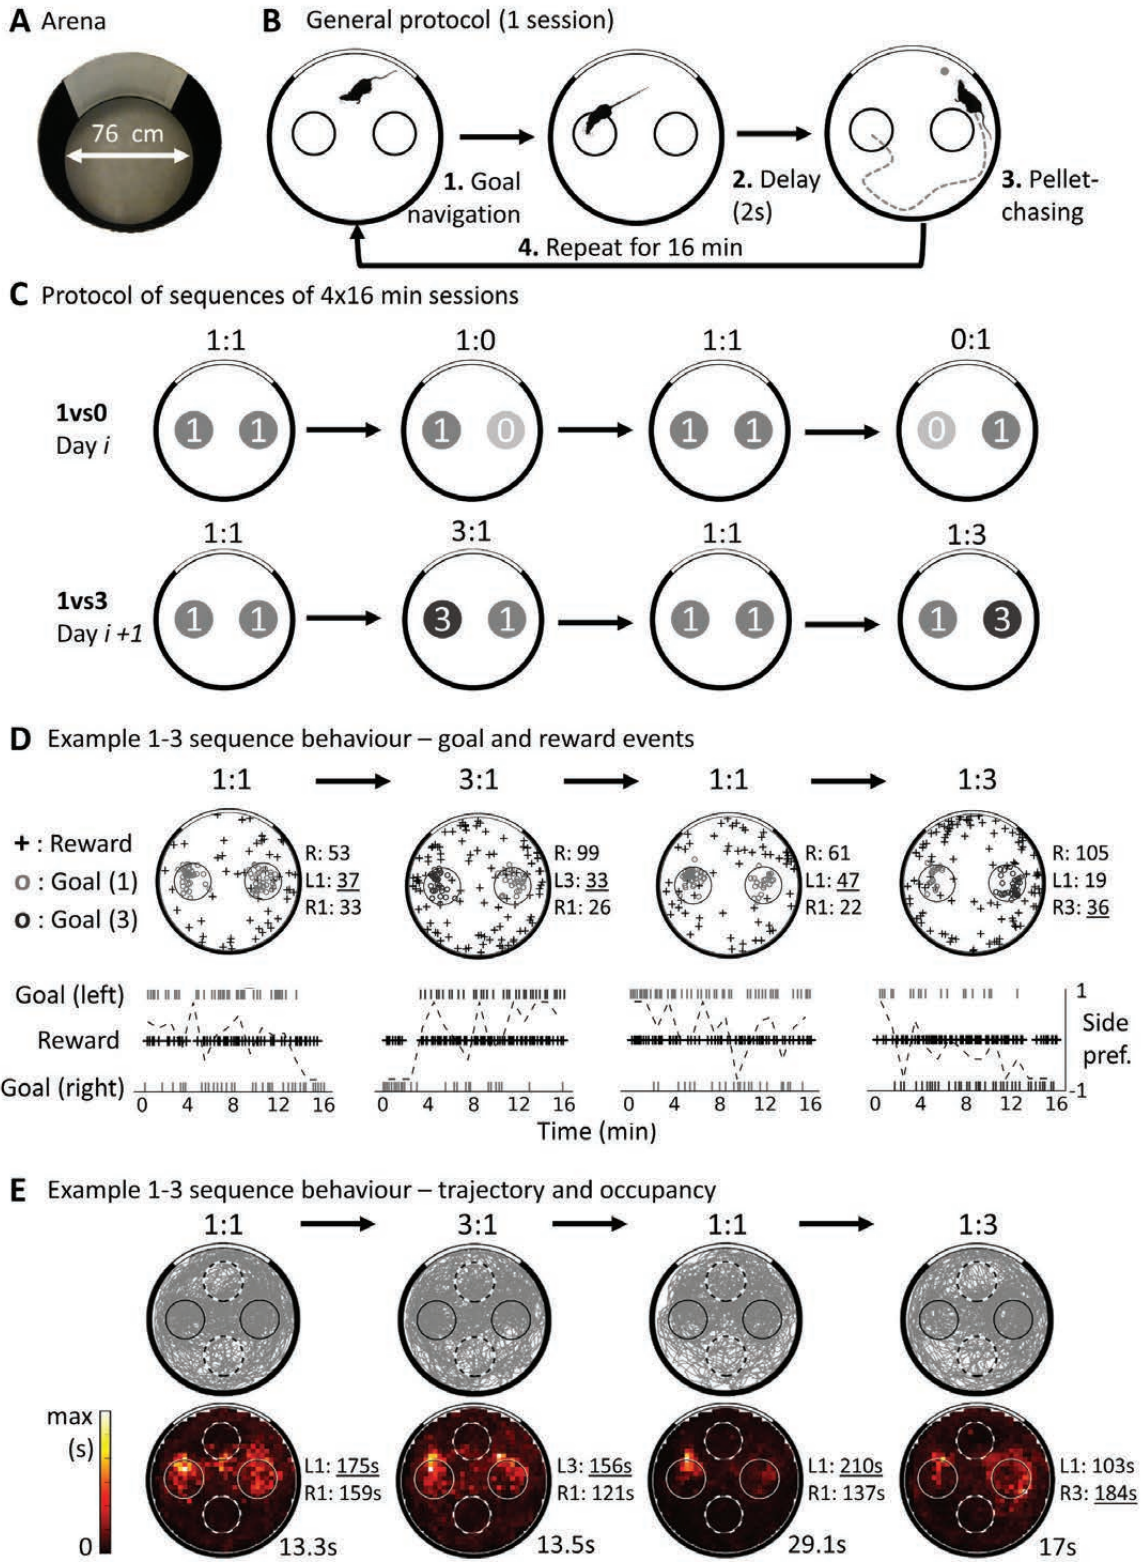 A Arena
76 cm
B General protocol (1 session)
1. Goal
navigation
2. Delay
(2s)
3. Pellet-
chasing
4. Repeat for 16 min
C Protocol of sequences of 4x16 min sessions
1:1 1:0 1:1 0:1
1vs0
Day i
1 1 1 0 1 1 0 1
1:1 3:1 1:1 1:3
1vs3
Day i +1
1 1 3 1 1 1 1 3
D Example 1-3 sequence behaviour – goal and reward events
1:1 3:1 1:1 1:3
+ : Reward
o : Goal (1)
o : Goal (3)
R: 53
L1: 37
R1: 33
R: 99
L3: 33
R1: 26
R: 61
L1: 47
R1: 22
R: 105
L1: 19
R3: 36
Goal (left)
Reward
Goal (right)
1
Side
pref.
-1
0 4 8 12 16 0 4 8 12 16 0 4 8 12 16 0 4 8 12 16
Time (min)
E Example 1-3 sequence behaviour – trajectory and occupancy
1:1 3:1 1:1 1:3
max
(s)
0
L1: 175s
R1: 159s
13.3s
L3: 156s
R1: 121s
13.5s
L1: 210s
R1: 137s
29.1s
L1: 103s
R3: 184s
17s